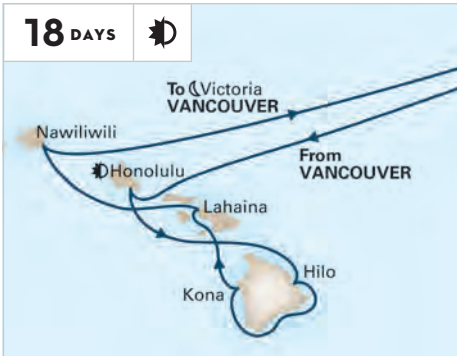 18 DAYS
To Victoria
VANCOUVER
Nawiliwili
Honolulu
From
VANCOUVER
Lahaina
Hilo
Kona